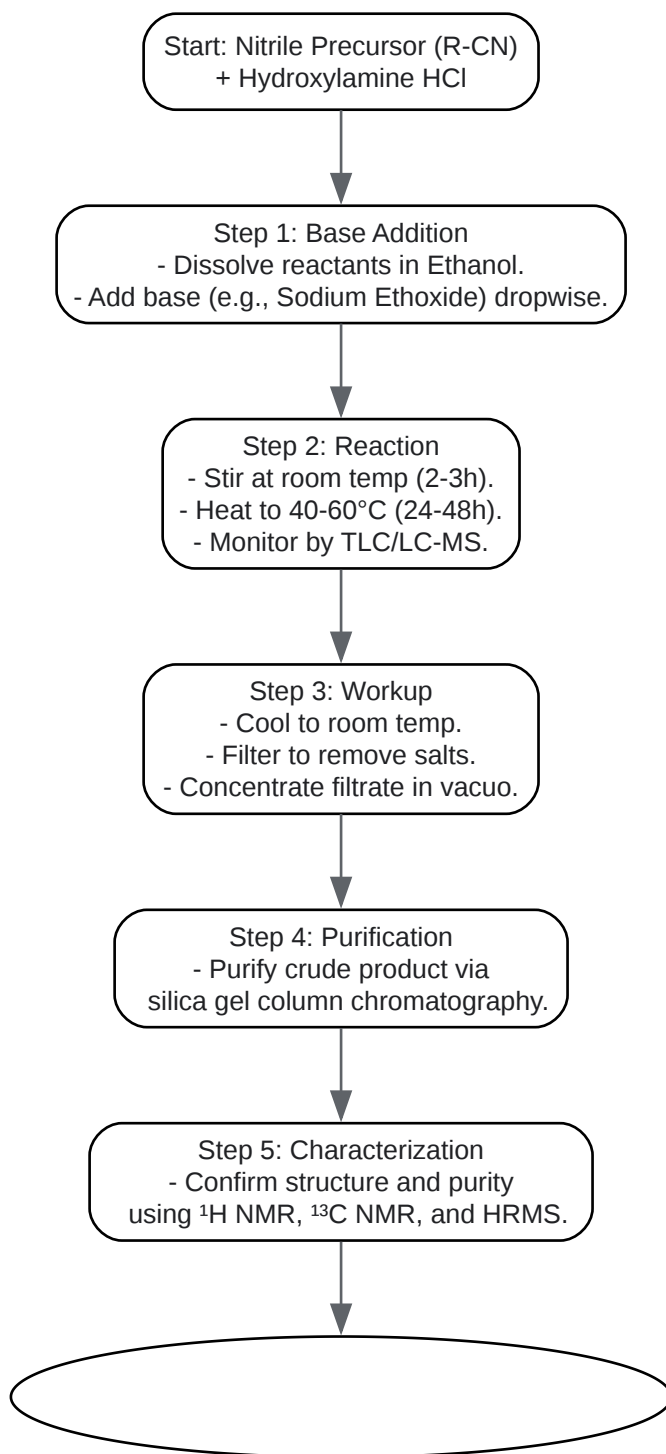 Start: Nitrile Precursor (R-CN)
+ Hydroxylamine HCl
Step 1: Base Addition
- Dissolve reactants in Ethanol.
- Add base (e.g., Sodium Ethoxide) dropwise.
Step 2: Reaction
- Stir at room temp (2-3h).
- Heat to 40-60°C (24-48h).
- Monitor by TLC/LC-MS.
Step 3: Workup
- Cool to room temp.
- Filter to remove salts.
- Concentrate filtrate in vacuo.
Step 4: Purification
- Purify crude product via
silica gel column chromatography.
Step 5: Characterization
- Confirm structure and purity
using ¹H NMR, ¹³C NMR, and HRMS.